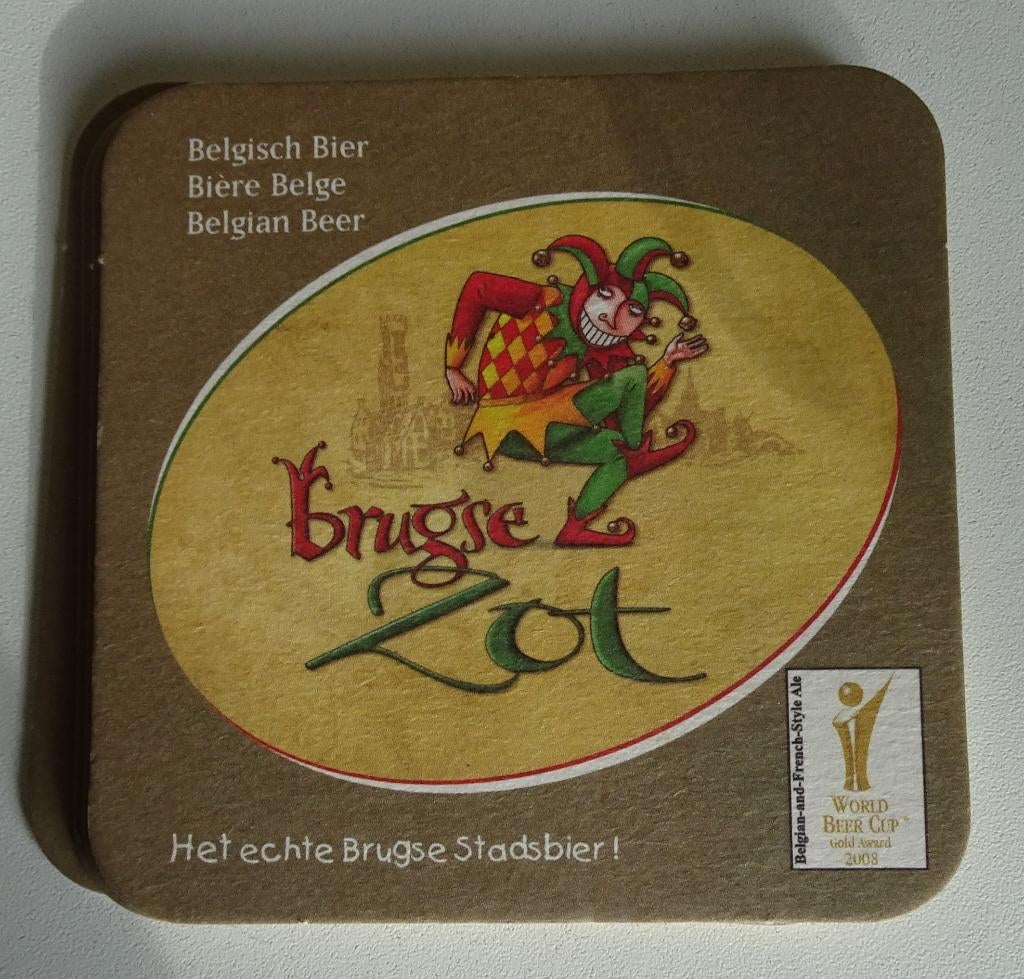 Belgisch Bier
Bière Belge
Belgian Beer
brugse
Zot
Belgian-and-French-Style Ale
WORLD
BEER CUP
Gold Award
2008
Het echte Brugse Stadsbier!